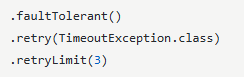 .faultTolerant()
.retry(TimeoutException.class)
.retryLimit(3)